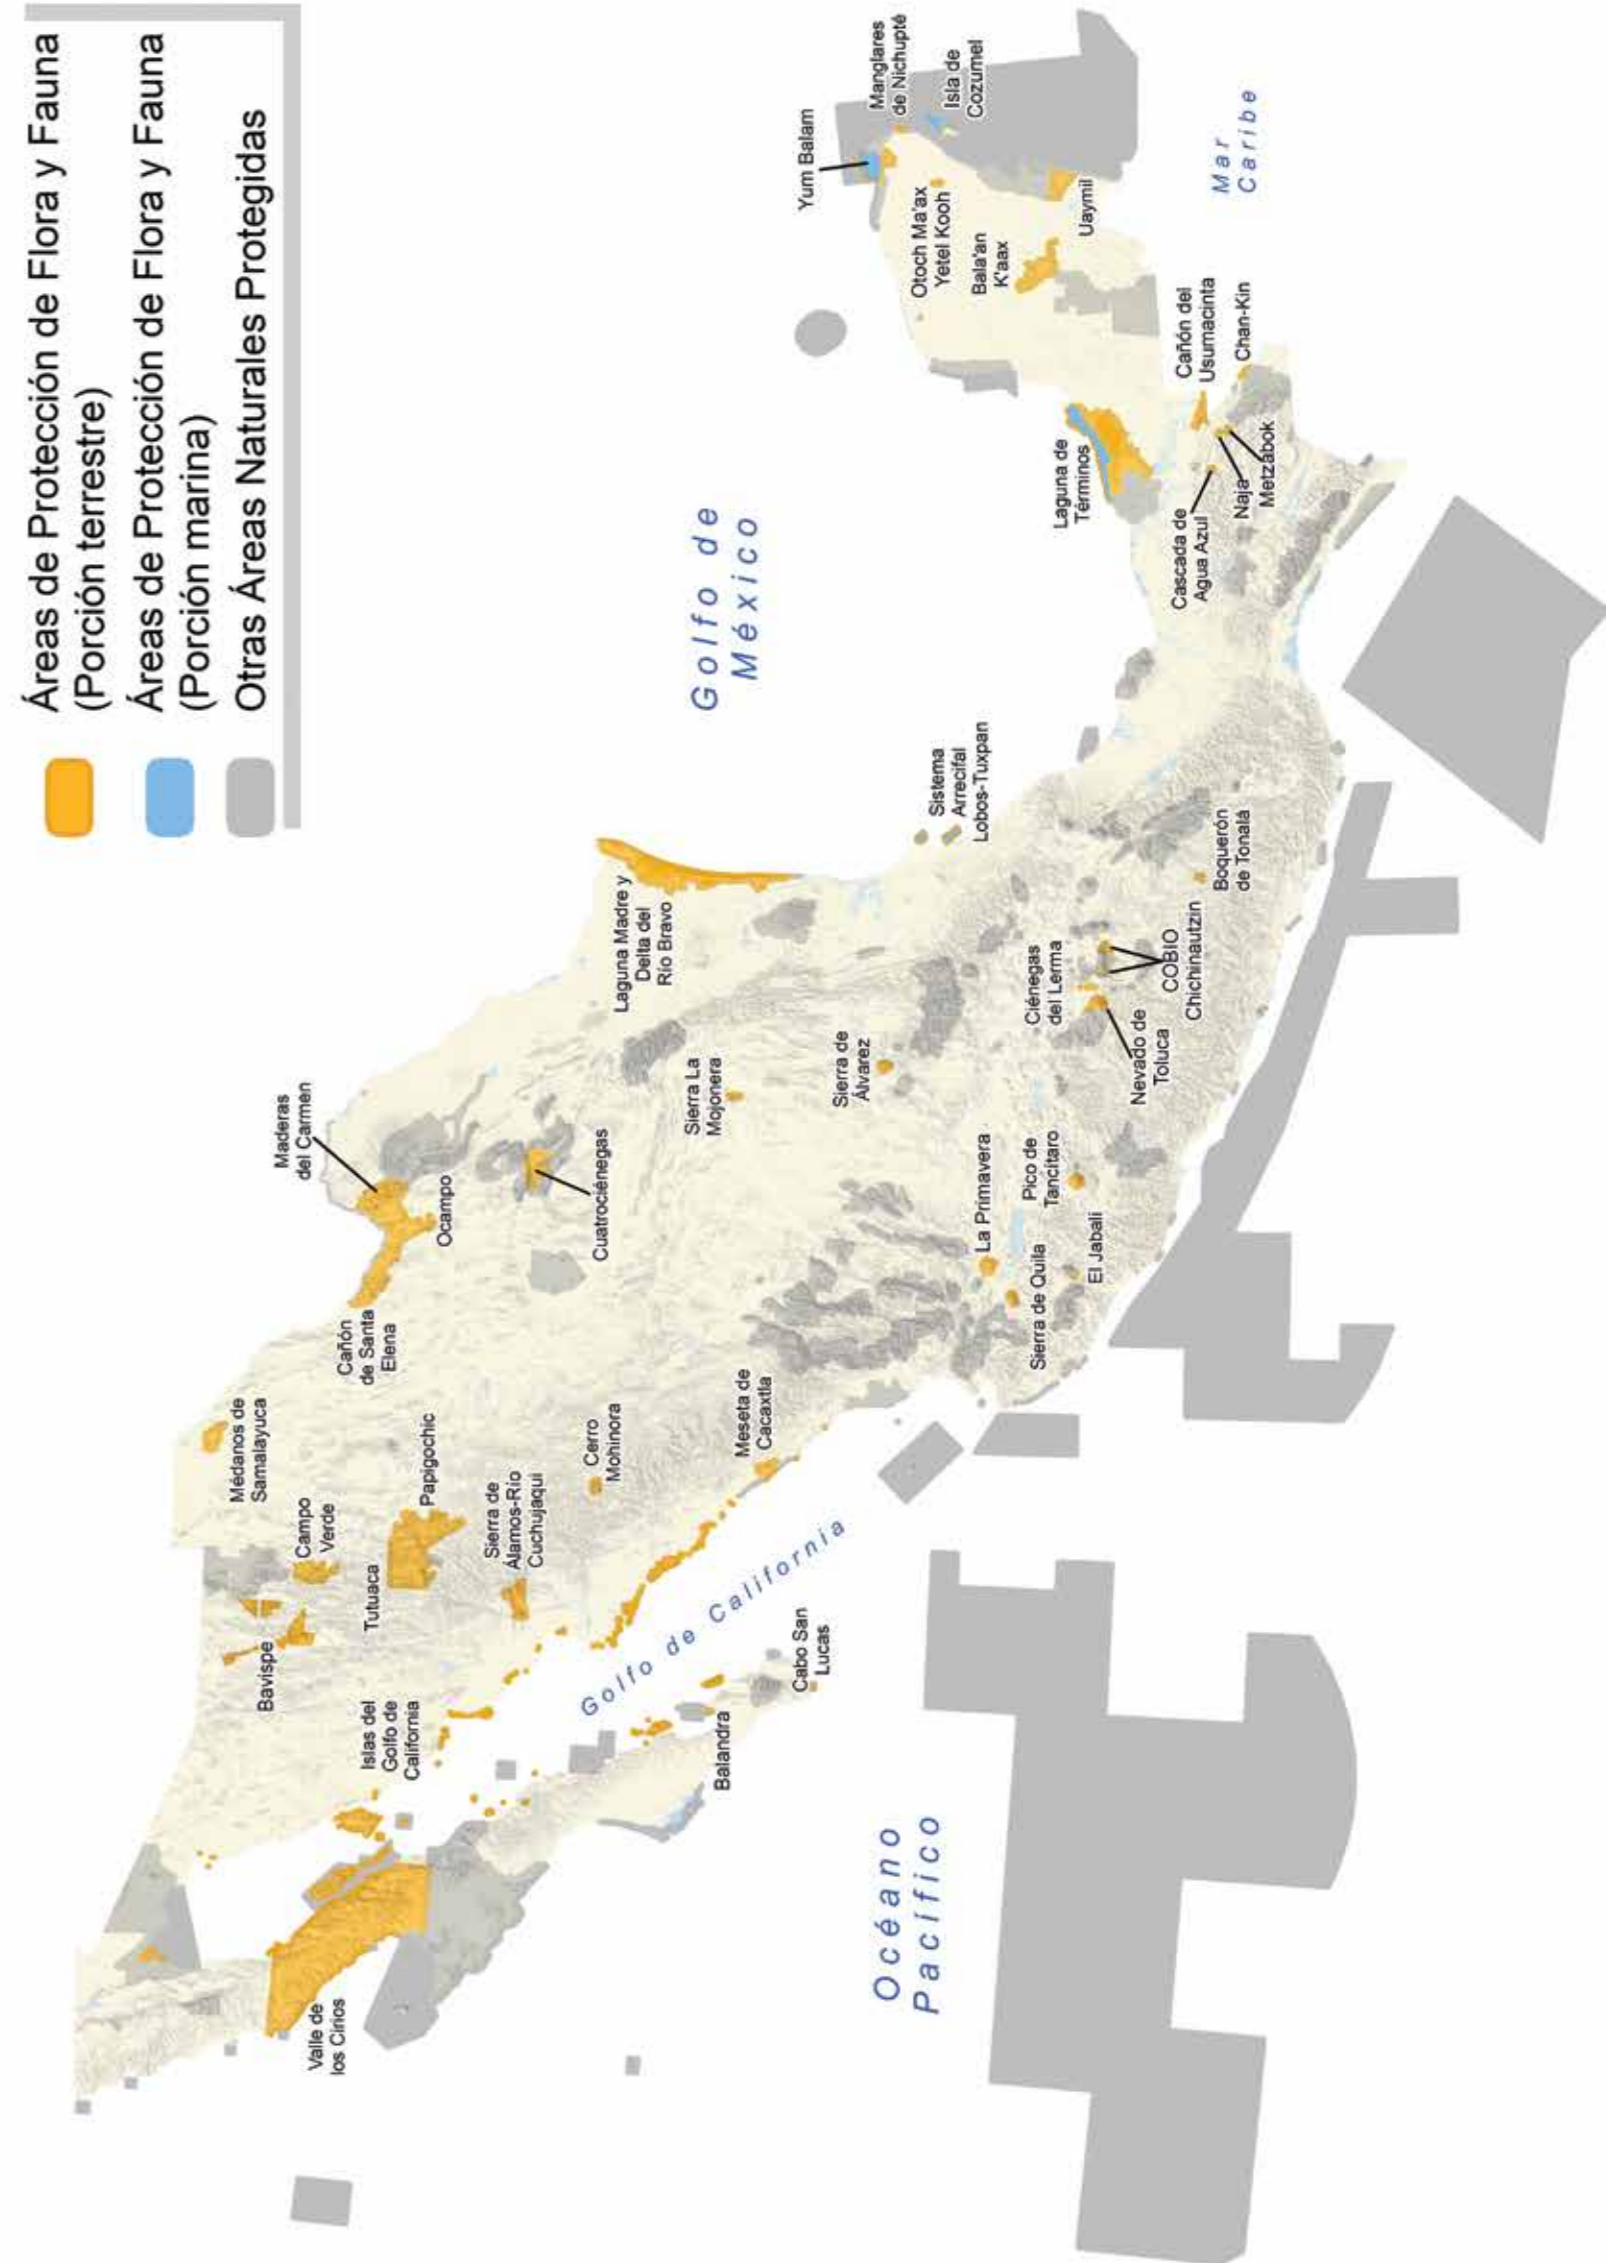 Áreas de Protección de Flora y Fauna
(Porción terrestre)
Áreas de Protección de Flora y Fauna
(Porción marina)
Otras Áreas Naturales Protegidas
Valle de
los Cirios
Islas del
Golfo de
California
Bavispe
Campo
Verde
Médanos de
Samalayuca
Tutuaca
Papigochic
Sierra de
Álamos-Río
Cuchujaqui
Cerro
Mohinora
Cañón
de Santa
Elena
Maderas
del Carmen
Ocampo
Cuatrociénegas
Laguna Madre y
Delta del
Río Bravo
Sierra La
Mojonera
Meseta de
Cacaxtla
Golfo de California
Balandra
Cabo San
Lucas
Océano
Pacífico
Sierra de
Álvarez
La Primavera
Sierra de Quila
Pico de
Tancítaro
El Jabalí
Ciénegas
del Lerma
Nevado de
Toluca
COBIO
Chichinautzin
Sistema
Arrecifal
Lobos-Tuxpan
Boquerón
de Tonalá
Golfo de
México
Laguna de
Términos
Cascada de
Agua Azul
Naja
Metzabok
Cañón del
Usumacinta
Chan-Kin
Yum Balam
Manglares
de Nichupté
Isla de
Cozumel
Otoch Ma'ax
Yetel Kooh
Bala'an
K'aax
Uaymil
Mar
Caribe